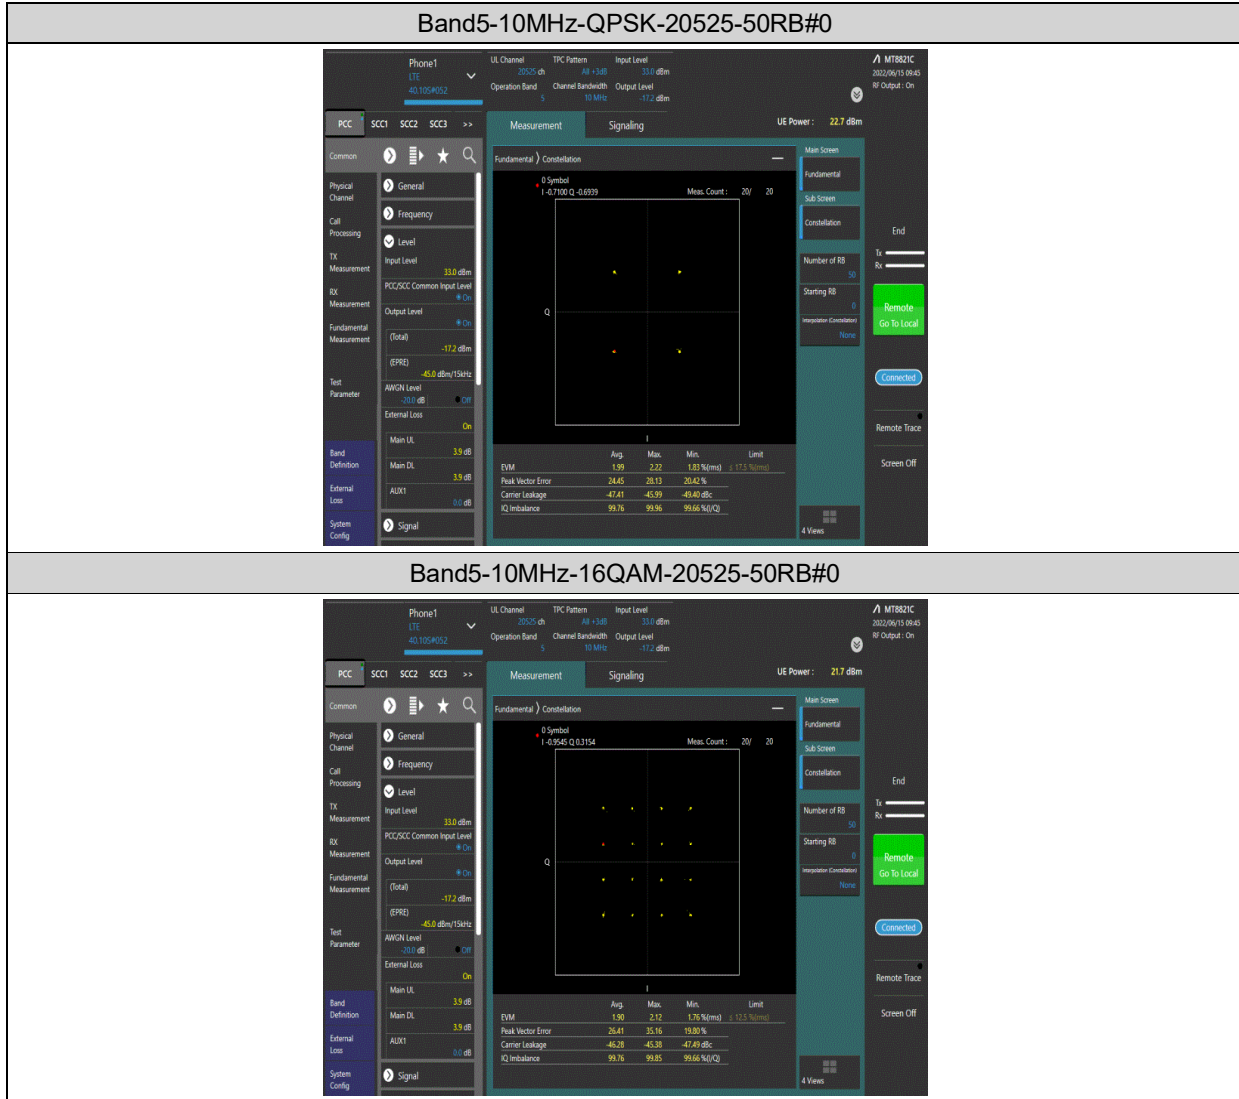 Band5-10MHz-QPSK-20525-50RB#0
Phone1
LTE
40.10S#052
UL Channel TPC Pattern Input Level
20525 ch All +3dB 33.0 dBm
Operation Band Channel Bandwidth Output Level
5 10 MHz -17.2 dBm
MT8821C
2022/06/15 09:45
RF Output : On
PCC SCC1 SCC2 SCC3 >>
Measurement Signaling
UE Power : 22.7 dBm
Common
Physical Channel
Call Processing
TX Measurement
RX Measurement
Fundamental Measurement
Test Parameter
Band Definition
External Loss
System Config
General
Frequency
Level
Input Level
33.0 dBm
PCC/SCC Common Input Level
On
Output Level
On
(Total)
-17.2 dBm
(EPRE)
-45.0 dBm/15kHz
AWGN Level
-20.0 dB Off
External Loss
On
Main UL
3.9 dB
Main DL
3.9 dB
AUX1
0.0 dB
Signal
Fundamental Constellation
0 Symbol
I -0.7100 Q -0.6939 Meas. Count : 20/ 20
Q
I
Avg. Max. Min. Limit
EVM 1.99 2.22 1.83 %(rms) ≤ 17.5 %(rms)
Peak Vector Error 24.45 28.13 20.42 %
Carrier Leakage -47.41 -45.99 -49.40 dBc
IQ Imbalance 99.76 99.96 99.66 %(I/Q)
Main Screen
Fundamental
Sub Screen
Constellation
Number of RB
50
Starting RB
0
Interpolation (Constellation)
None
4 Views
End
Tx
Rx
Remote
Go To Local
Connected
Remote Trace
Screen Off
Band5-10MHz-16QAM-20525-50RB#0
Phone1
LTE
40.10S#052
UL Channel TPC Pattern Input Level
20525 ch All +3dB 33.0 dBm
Operation Band Channel Bandwidth Output Level
5 10 MHz -17.2 dBm
MT8821C
2022/06/15 09:45
RF Output : On
PCC SCC1 SCC2 SCC3 >>
Measurement Signaling
UE Power : 21.7 dBm
Common
Physical Channel
Call Processing
TX Measurement
RX Measurement
Fundamental Measurement
Test Parameter
Band Definition
External Loss
System Config
General
Frequency
Level
Input Level
33.0 dBm
PCC/SCC Common Input Level
On
Output Level
On
(Total)
-17.2 dBm
(EPRE)
-45.0 dBm/15kHz
AWGN Level
-20.0 dB Off
External Loss
On
Main UL
3.9 dB
Main DL
3.9 dB
AUX1
0.0 dB
Signal
Fundamental Constellation
0 Symbol
I -0.9545 Q 0.3154 Meas. Count : 20/ 20
Q
I
Avg. Max. Min. Limit
EVM 1.90 2.12 1.76 %(rms) ≤ 12.5 %(rms)
Peak Vector Error 26.41 35.16 19.80 %
Carrier Leakage -46.28 -45.38 -47.49 dBc
IQ Imbalance 99.76 99.85 99.66 %(I/Q)
Main Screen
Fundamental
Sub Screen
Constellation
Number of RB
50
Starting RB
0
Interpolation (Constellation)
None
4 Views
End
Tx
Rx
Remote
Go To Local
Connected
Remote Trace
Screen Off